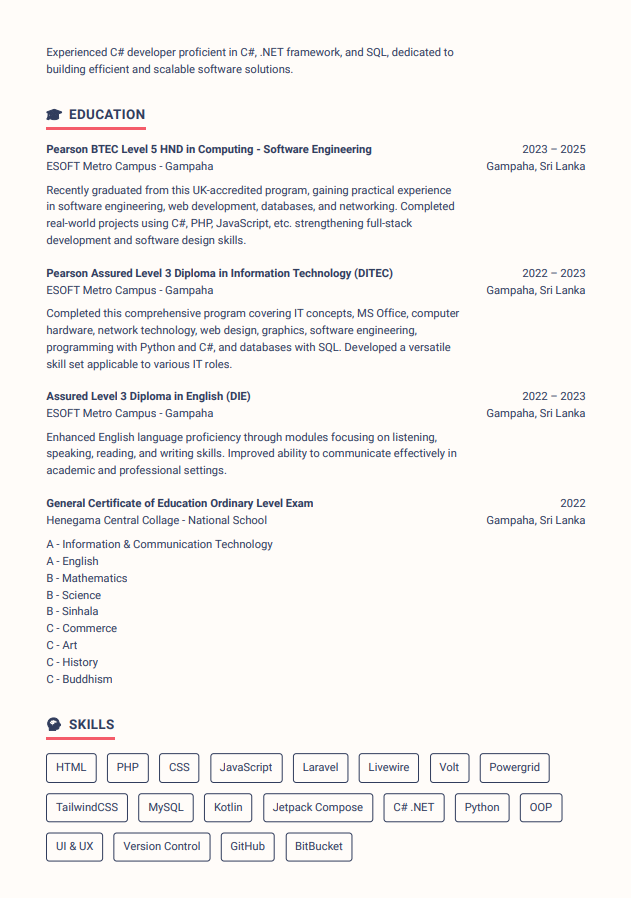 Experienced C# developer proficient in C#, .NET framework, and SQL, dedicated to
building efficient and scalable software solutions.
EDUCATION
Pearson BTEC Level 5 HND in Computing - Software Engineering 2023 – 2025
ESOFT Metro Campus - Gampaha Gampaha, Sri Lanka
Recently graduated from this UK-accredited program, gaining practical experience
in software engineering, web development, databases, and networking. Completed
real-world projects using C#, PHP, JavaScript, etc. strengthening full-stack
development and software design skills.
Pearson Assured Level 3 Diploma in Information Technology (DITEC) 2022 – 2023
ESOFT Metro Campus - Gampaha Gampaha, Sri Lanka
Completed this comprehensive program covering IT concepts, MS Office, computer
hardware, network technology, web design, graphics, software engineering,
programming with Python and C#, and databases with SQL. Developed a versatile
skill set applicable to various IT roles.
Assured Level 3 Diploma in English (DIE) 2022 – 2023
ESOFT Metro Campus - Gampaha Gampaha, Sri Lanka
Enhanced English language proficiency through modules focusing on listening,
speaking, reading, and writing skills. Improved ability to communicate effectively in
academic and professional settings.
General Certificate of Education Ordinary Level Exam 2022
Henegama Central Collage - National School Gampaha, Sri Lanka
A - Information & Communication Technology
A - English
B - Mathematics
B - Science
B - Sinhala
C - Commerce
C - Art
C - History
C - Buddhism
SKILLS
HTML PHP CSS JavaScript Laravel Livewire Volt Powergrid
TailwindCSS MySQL Kotlin Jetpack Compose C# .NET Python OOP
UI & UX Version Control GitHub BitBucket